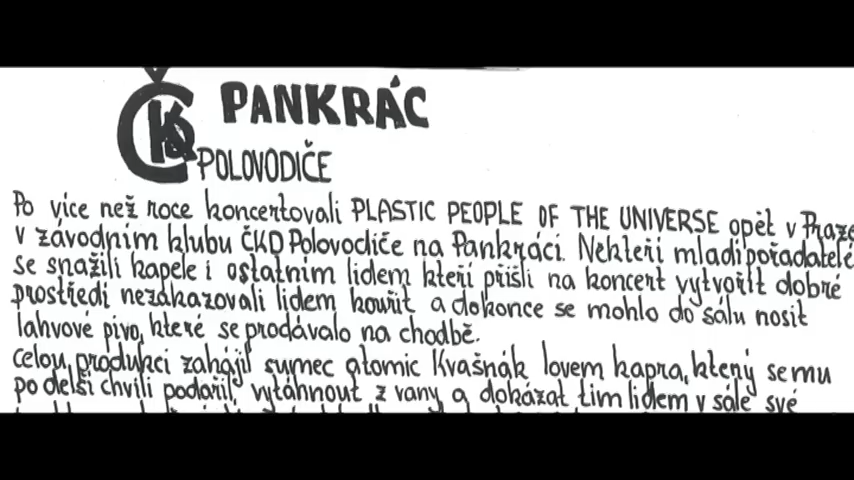 ČKD PANKRÁC
POLOVODIČE
Po více než roce koncertovali PLASTIC PEOPLE OF THE UNIVERSE opět v Praze
v závodním klubu ČKD Polovodiče na Pankráci. Nekteří mladí pořadatelé
se snažili kapele i ostatním lidem kteří přišli na koncert vytvořit dobré
prostředí nezakazovali lidem kouřit a dokonce se mohlo do sálu nosit
lahvové pivo, které se prodávalo na chodbě.
celou produkci zahájil sumec atomic Kvašňák lovem kapra, který se mu
po delší chvíli podařil, vytáhnout z vany a dokázat tím lidem v sále své